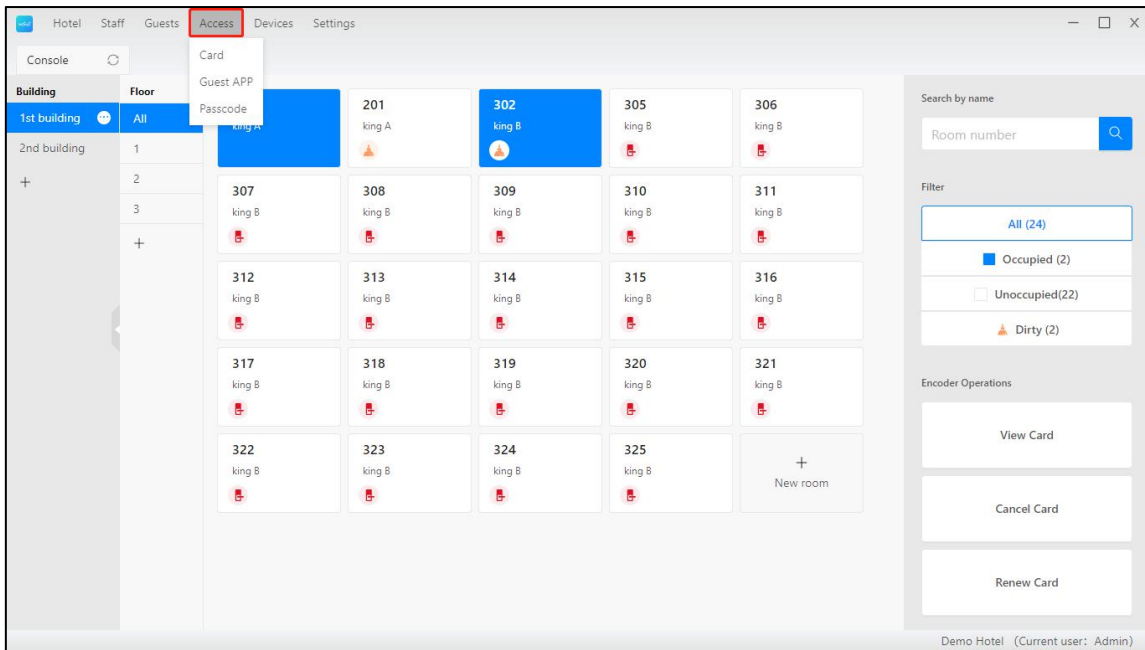 Hotel Staff Guests Access Devices Settings
Console
Card
Guest APP
Passcode
Building
1st building
2nd building
Floor
All
1
2
3
king A
201
king A
302
king B
305
king B
306
king B
307
king B
308
king B
309
king B
310
king B
311
king B
312
king B
313
king B
314
king B
315
king B
316
king B
317
king B
318
king B
319
king B
320
king B
321
king B
322
king B
323
king B
324
king B
325
king B
+
New room
Search by name
Room number
Filter
All (24)
Occupied (2)
Unoccupied(22)
Dirty (2)
Encoder Operations
View Card
Cancel Card
Renew Card
Demo Hotel (Current user: Admin)